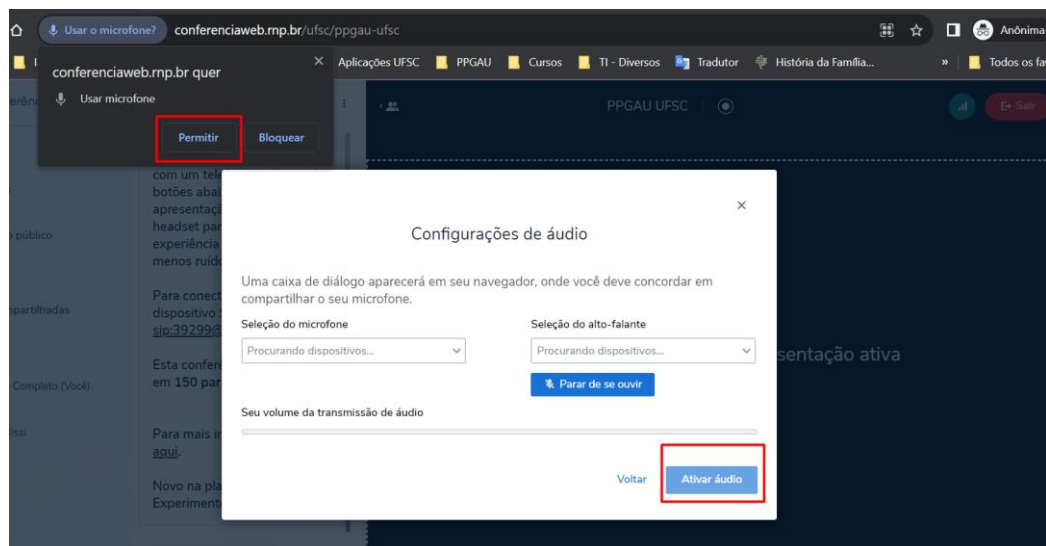 Usar o microfone?
conferenciaweb.rnp.br/ufsc/ppgau-ufsc
Anônima
Aplicações UFSC
PPGAU
Cursos
TI - Diversos
Tradutor
História da Família...
»
Todos os fa
conferenciaweb.rnp.br quer
Usar microfone
Permitir
Bloquear
PPGAU UFSC
Sair
com um tele
botões abai
apresentaçã
headset par
experiência
menos ruído
Para conect
dispositivo
sip:39299@
Esta confer
em 150 par
Para mais in
aqui.
Novo na pla
Experiment
público
mpartilhadas
Completo (Você)
Configurações de áudio
Uma caixa de diálogo aparecerá em seu navegador, onde você deve concordar em
compartilhar o seu microfone.
Seleção do microfone
Seleção do alto-falante
Procurando dispositivos...
Procurando dispositivos...
Parar de se ouvir
Seu volume da transmissão de áudio
Voltar
Ativar áudio
sentação ativa